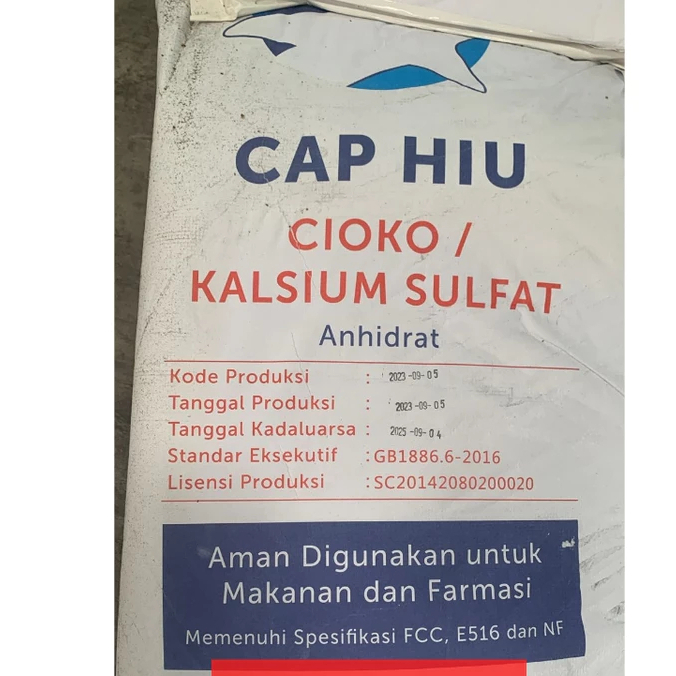 CAP HIU
CIOKO /
KALSIUM SULFAT
Anhidrat
Kode Produksi : 2023-09-05
Tanggal Produksi : 2023-09-05
Tanggal Kadaluarsa : 2025-09-04
Standar Eksekutif : GB1886.6-2016
Lisensi Produksi : SC20142080200020
Aman Digunakan untuk
Makanan dan Farmasi
Memenuhi Spesifikasi FCC, E516 dan NF